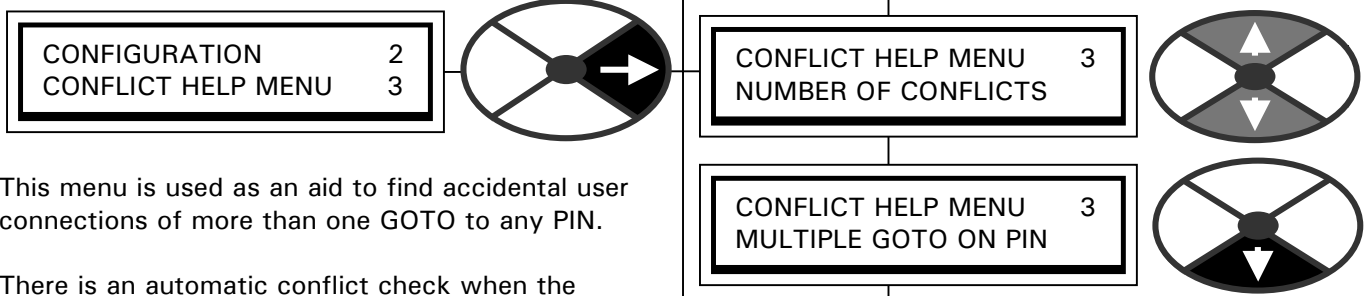 CONFIGURATION 2
CONFLICT HELP MENU 3
CONFLICT HELP MENU 3
NUMBER OF CONFLICTS
This menu is used as an aid to find accidental user
connections of more than one GOTO to any PIN.
CONFLICT HELP MENU 3
MULTIPLE GOTO ON PIN
There is an automatic conflict check when the